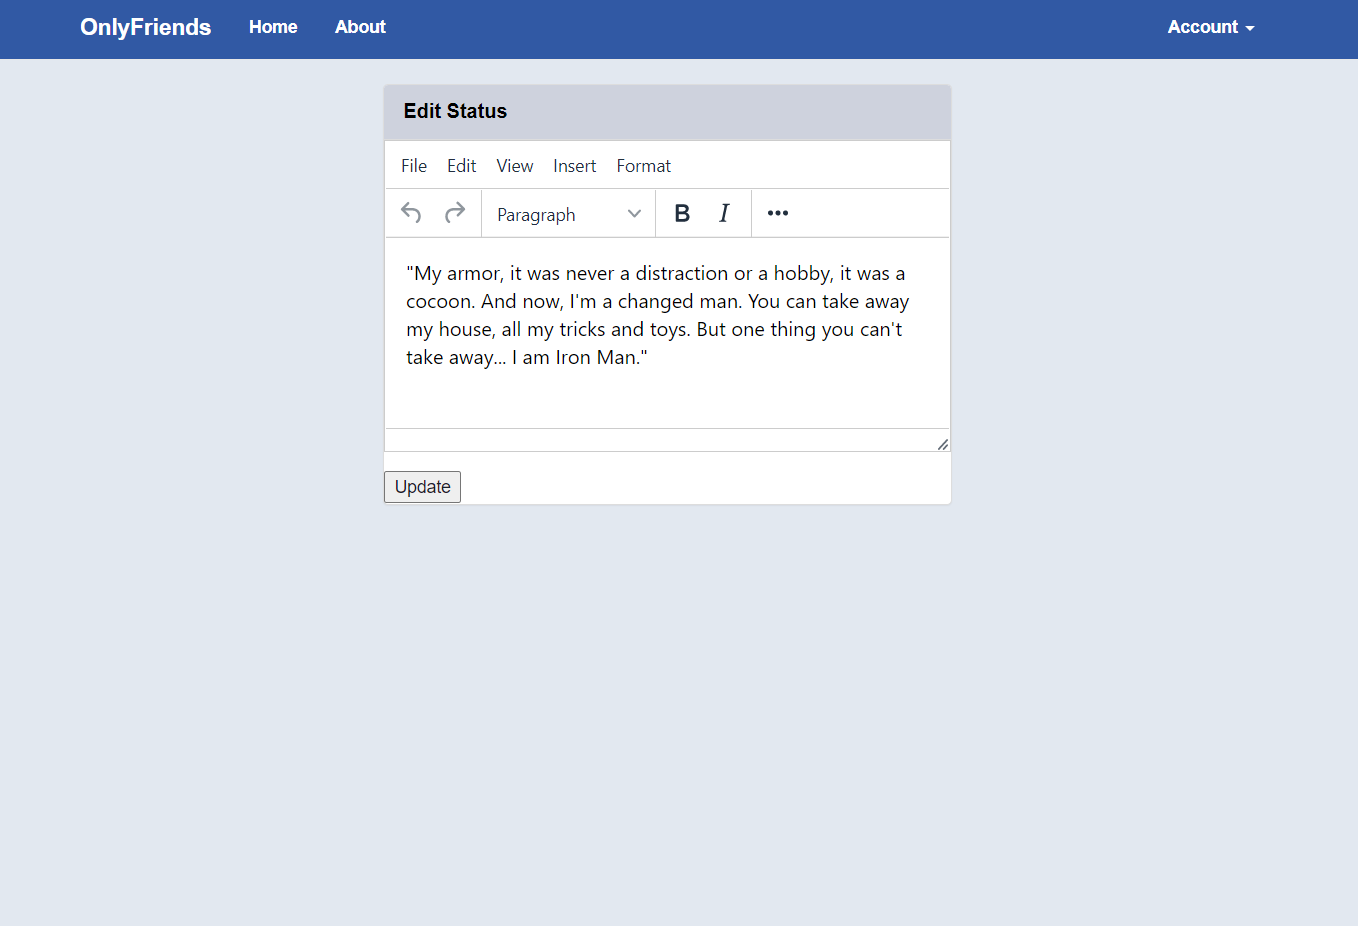 OnlyFriends Home About Account
Edit Status
File Edit View Insert Format
Paragraph B I
"My armor, it was never a distraction or a hobby, it was a
cocoon. And now, I'm a changed man. You can take away
my house, all my tricks and toys. But one thing you can't
take away... I am Iron Man."
Update